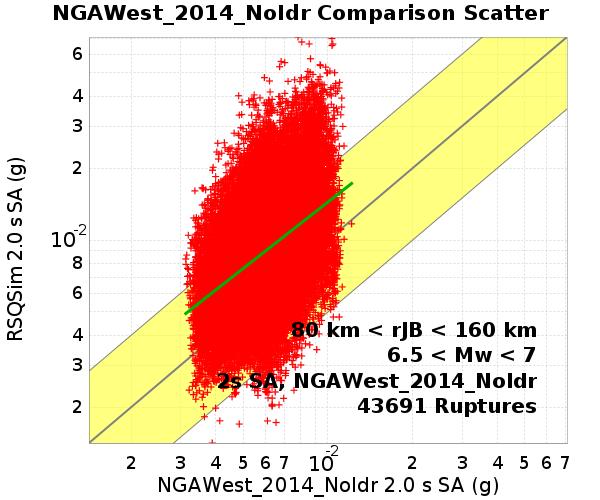 NGAWest_2014_NoIdr Comparison Scatter
RSQSim 2.0 s SA (g)
6
4
3
2
10-2
8
6
4
3
2
80 km < rJB < 160 km
6.5 < Mw < 7
2s SA, NGAWest_2014_NoIdr
43691 Ruptures
2 3 4 5 6 7 10-2 2 3 4 5 6 7
NGAWest_2014_NoIdr 2.0 s SA (g)